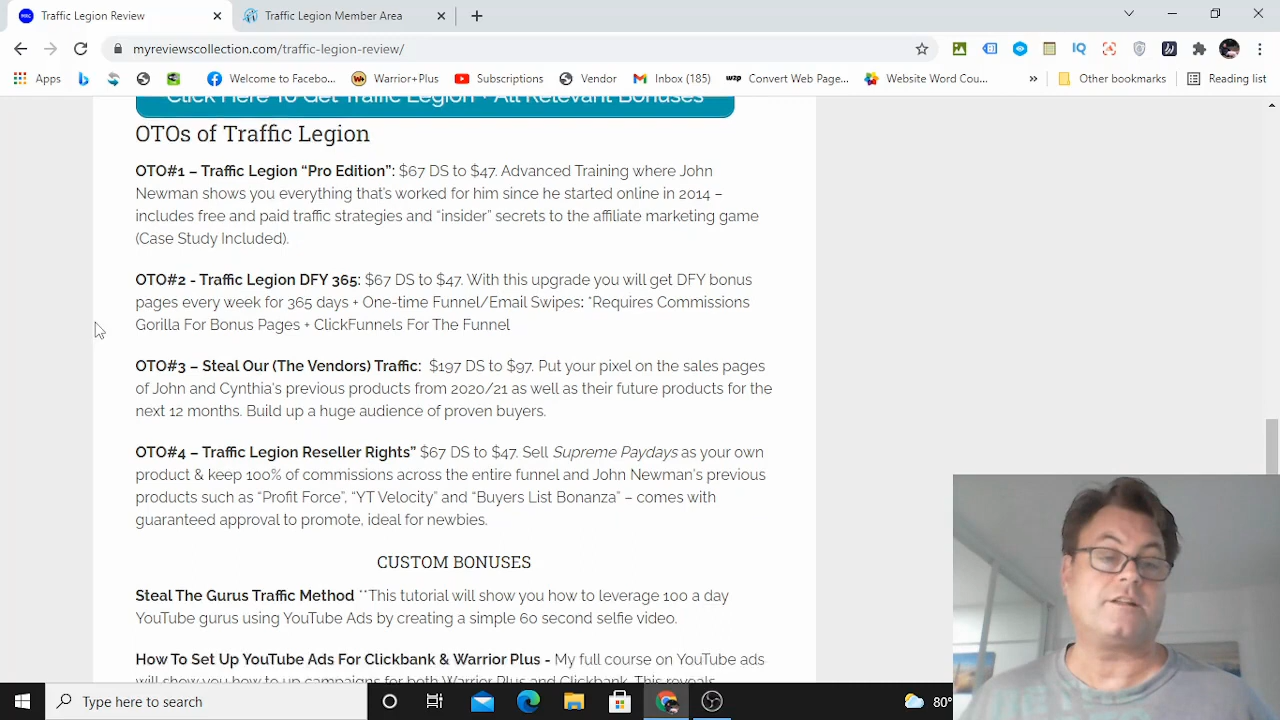 Traffic Legion Review
Traffic Legion Member Area
myreviewscollection.com/traffic-legion-review/
Apps
Welcome to Facebo...
Warrior+Plus
Subscriptions
Vendor
Inbox (185)
wzp
Convert Web Page...
Website Word Cou...
»
Other bookmarks
Reading list
IQ
Click Here To Get Traffic Legion + All Relevant Bonuses
OTOs of Traffic Legion
OTO#1 – Traffic Legion “Pro Edition”: $67 DS to $47. Advanced Training where John
Newman shows you everything that’s worked for him since he started online in 2014 –
includes free and paid traffic strategies and “insider” secrets to the affiliate marketing game
(Case Study Included).
OTO#2 - Traffic Legion DFY 365: $67 DS to $47. With this upgrade you will get DFY bonus
pages every week for 365 days + One-time Funnel/Email Swipes: *Requires Commissions
Gorilla For Bonus Pages + ClickFunnels For The Funnel
OTO#3 – Steal Our (The Vendors) Traffic: $197 DS to $97. Put your pixel on the sales pages
of John and Cynthia's previous products from 2020/21 as well as their future products for the
next 12 months. Build up a huge audience of proven buyers.
OTO#4 – Traffic Legion Reseller Rights” $67 DS to $47. Sell Supreme Paydays as your own
product & keep 100% of commissions across the entire funnel and John Newman's previous
products such as “Profit Force”, “YT Velocity” and “Buyers List Bonanza” – comes with
guaranteed approval to promote, ideal for newbies.
CUSTOM BONUSES
Steal The Gurus Traffic Method **This tutorial will show you how to leverage 100 a day
YouTube gurus using YouTube Ads by creating a simple 60 second selfie video.
How To Set Up YouTube Ads For Clickbank & Warrior Plus - My full course on YouTube ads
will show you how to up campaigns for both Warrior Plus and Clickbank. This reveals
Type here to search
80°